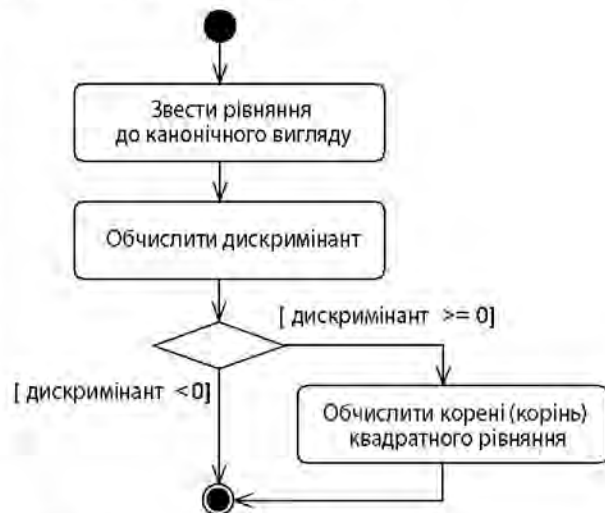 Звести рівняння
до канонічного вигляду
Обчислити дискримінант
[ дискримінант >= 0]
[ дискримінант <0]
Обчислити корені (корінь)
квадратного рівняння